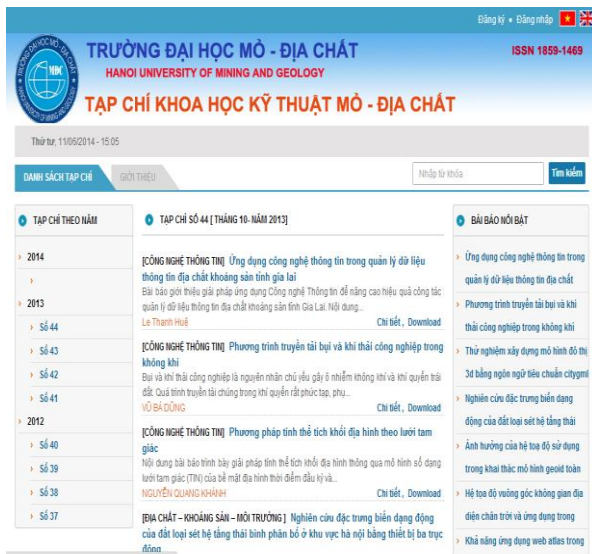 Đăng ký • Đăng nhập
TRƯỜNG ĐẠI HỌC MỎ - ĐỊA CHẤT
ISSN 1859-1469
HANOI UNIVERSITY OF MINING AND GEOLOGY
TẠP CHÍ KHOA HỌC KỸ THUẬT MỎ - ĐỊA CHẤT
Thứ tư, 11/06/2014 - 15:05
DANH SÁCH TẠP CHÍ
GIỚI THIỆU
Nhập từ khóa
Tìm kiếm
TẠP CHÍ THEO NĂM
2014
2013
Số 44
Số 43
Số 42
Số 41
2012
Số 40
Số 39
Số 38
Số 37
TẠP CHÍ SỐ 44 [ THÁNG 10- NĂM 2013]
[CÔNG NGHỆ THÔNG TIN] Ứng dụng công nghệ thông tin trong quản lý dữ liệu
thông tin địa chất khoáng sản tỉnh gia lai
Bài báo giới thiệu giải pháp ứng dụng Công nghệ Thông tin để nâng cao hiệu quả công tác
quản lý dữ liệu thông tin địa chất khoáng sản tỉnh Gia Lai. Nội dung...
Le Thanh Huệ
Chi tiết, Download
[CÔNG NGHỆ THÔNG TIN] Phương trình truyền tải bụi và khí thải công nghiệp trong
không khí
Bụi và khí thải công nghiệp là nguyên nhân chủ yếu gây ô nhiễm không khí và khí quyển trái
đất. Quá trình truyền tải chúng trong khí quyển rất phức tạp, phụ...
VŨ BÁ DŨNG
Chi tiết, Download
[CÔNG NGHỆ THÔNG TIN] Phương pháp tính thể tích khối địa hình theo lưới tam
giác
Nội dung bài báo trình bày giải pháp tính thể tích khối địa hình thông qua mô hình số dạng
lưới tam giác (TIN) của bề mặt địa hình thời điểm đầu kỳ và...
NGUYỄN QUANG KHÁNH
Chi tiết, Download
[ĐỊA CHẤT – KHOÁNG SẢN – MÔI TRƯỜNG ] Nghiên cứu đặc trưng biến dạng động
của đất loại sét hệ tầng thái bình phân bố ở khu vực hà nội bằng thiết bị ba trục
động
BÀI BÁO NỔI BẬT
Ứng dụng công nghệ thông tin trong
quản lý dữ liệu thông tin địa chất
Phương trình truyền tải bụi và khí
thải công nghiệp trong không khí
Thử nghiệm xây dựng mô hình đô thị
3d bằng ngôn ngữ tiêu chuẩn citygml
Nghiên cứu đặc trưng biến dạng
động của đất loại sét hệ tầng thái
Ảnh hưởng của hệ toạ độ sử dụng
trong khai thác mô hình geoid toàn
Hệ tọa độ vuông góc không gian địa
diện chân trời và ứng dụng trong
Khả năng ứng dụng web atlas trong